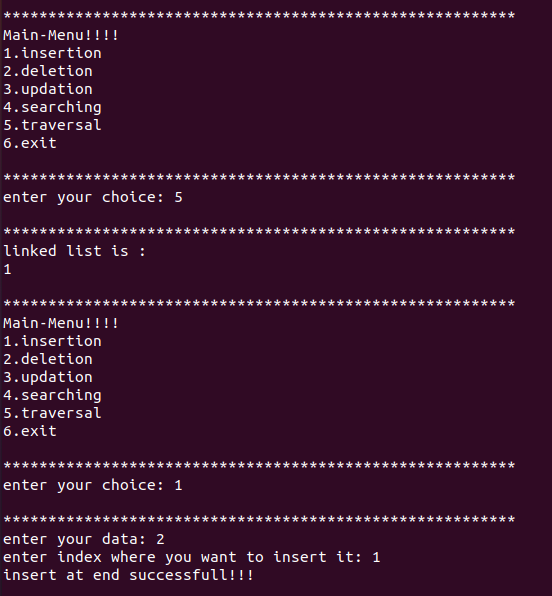 *********************************************************
Main-Menu!!!!
1.insertion
2.deletion
3.updation
4.searching
5.traversal
6.exit
*********************************************************
enter your choice: 5
*********************************************************
linked list is :
1
*********************************************************
Main-Menu!!!!
1.insertion
2.deletion
3.updation
4.searching
5.traversal
6.exit
*********************************************************
enter your choice: 1
*********************************************************
enter your data: 2
enter index where you want to insert it: 1
insert at end successfull!!!